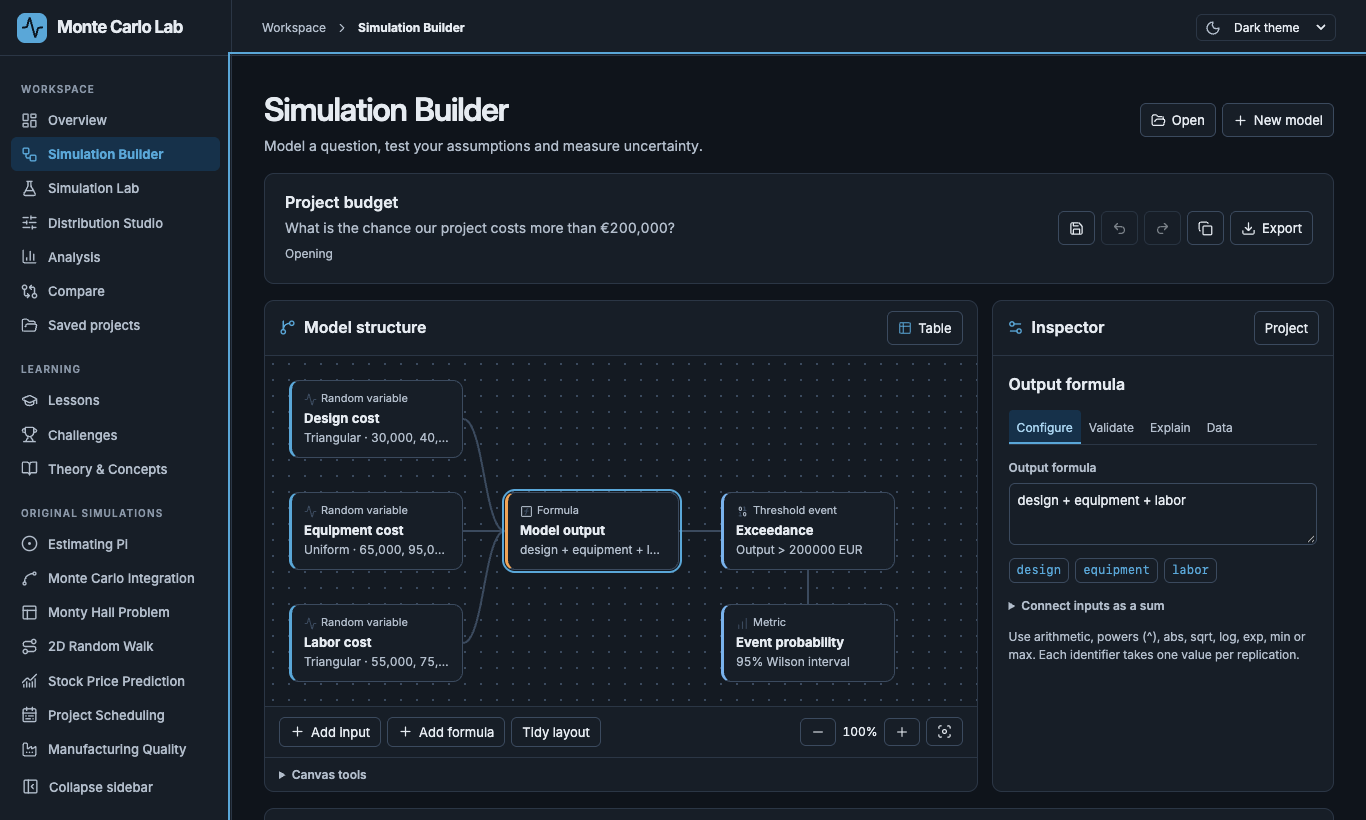 Monte Carlo Lab
Workspace
Simulation Builder
Dark theme
WORKSPACE
Overview
Simulation Builder
Simulation Lab
Distribution Studio
Analysis
Compare
Saved projects
LEARNING
Lessons
Challenges
Theory & Concepts
ORIGINAL SIMULATIONS
Estimating PI
Monte Carlo Integration
Monty Hall Problem
2D Random Walk
Stock Price Prediction
Project Scheduling
Manufacturing Quality
Collapse sidebar
Simulation Builder
Model a question, test your assumptions and measure uncertainty.
Open
New model
Project budget
What is the chance our project costs more than €200,000?
Opening
Export
Model structure
Table
Random variable
Design cost
Triangular · 30,000, 40,...
Random variable
Equipment cost
Uniform · 65,000, 95,0...
Random variable
Labor cost
Triangular · 55,000, 75,...
Formula
Model output
design + equipment + l...
Threshold event
Exceedance
Output > 200000 EUR
Metric
Event probability
95% Wilson interval
Add input
Add formula
Tidy layout
100%
Canvas tools
Inspector
Project
Output formula
Configure
Validate
Explain
Data
Output formula
design + equipment + labor
design
equipment
labor
Connect inputs as a sum
Use arithmetic, powers (^), abs, sqrt, log, exp, min or
max. Each identifier takes one value per replication.